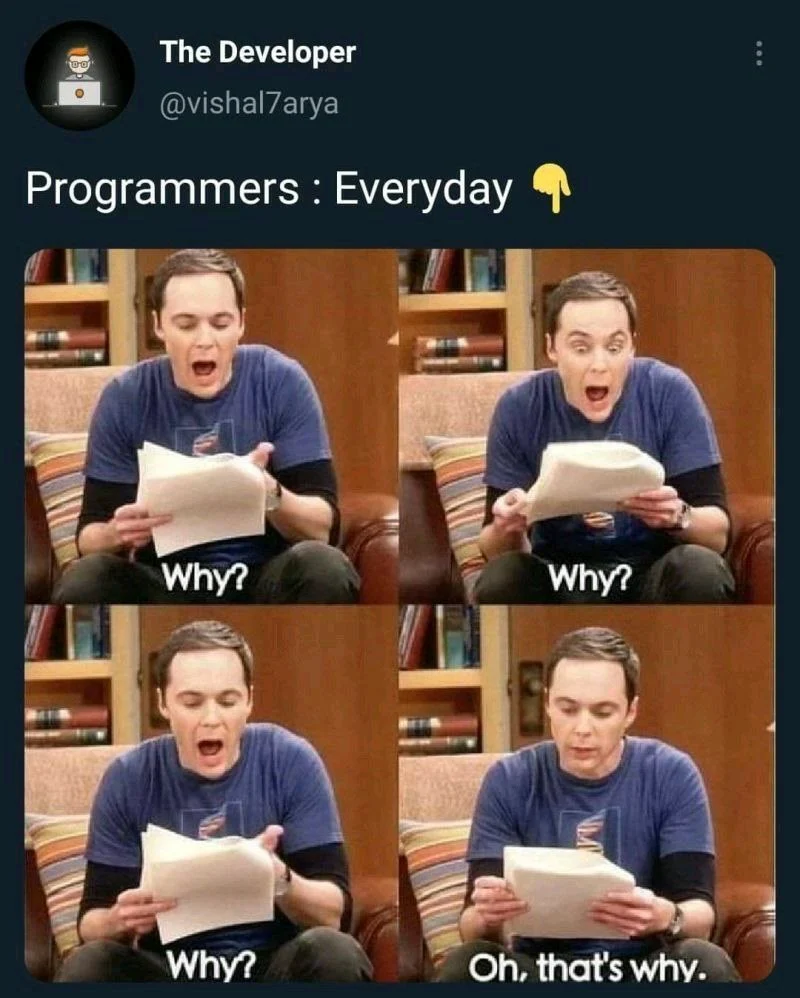 The Developer
@vishal7arya
Programmers : Everyday 👇
Why?
Why?
Why?
Oh, that's why.